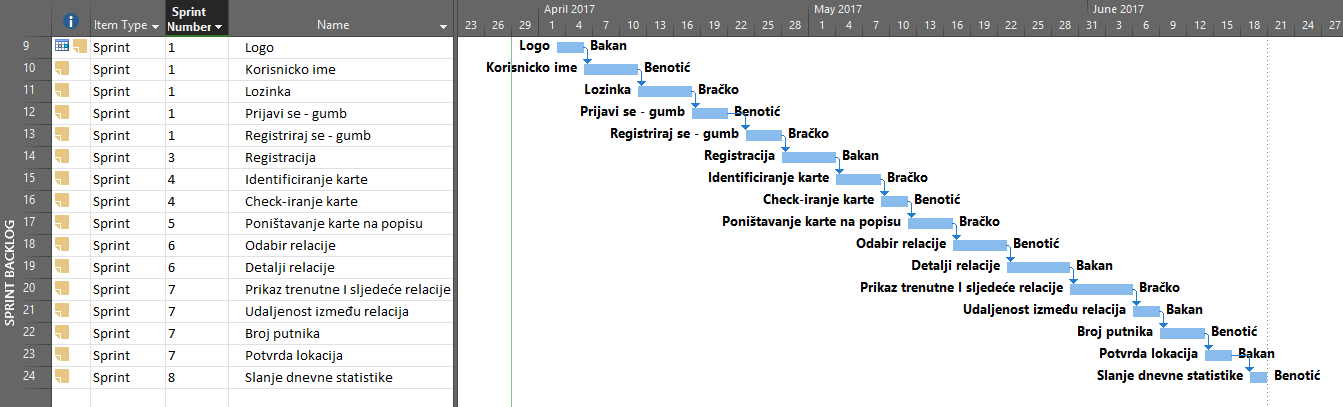 April 2017 May 2017 June 2017
Item Type Sprint Number Name 23 26 29 1 4 7 10 13 16 19 22 25 28 1 4 7 10 13 16 19 22 25 28 31 3 6 9 12 15 18 21 24 27
SPRINT BACKLOG
9 Sprint 1 Logo Logo Bakan
10 Sprint 1 Korisnicko ime Korisnicko ime Benotić
11 Sprint 1 Lozinka Lozinka Bračko
12 Sprint 1 Prijavi se - gumb Prijavi se - gumb Benotić
13 Sprint 1 Registriraj se - gumb Registriraj se - gumb Bračko
14 Sprint 3 Registracija Registracija Bakan
15 Sprint 4 Identificiranje karte Identificiranje karte Bračko
16 Sprint 4 Check-iranje karte Check-iranje karte Benotić
17 Sprint 5 Poništavanje karte na popisu Poništavanje karte na popisu Bračko
18 Sprint 6 Odabir relacije Odabir relacije Benotić
19 Sprint 6 Detalji relacije Detalji relacije Bakan
20 Sprint 7 Prikaz trenutne I sljedeće relacije Prikaz trenutne I sljedeće relacije Bračko
21 Sprint 7 Udaljenost između relacija Udaljenost između relacija Bakan
22 Sprint 7 Broj putnika Broj putnika Benotić
23 Sprint 7 Potvrda lokacija Potvrda lokacija Bakan
24 Sprint 8 Slanje dnevne statistike Slanje dnevne statistike Benotić